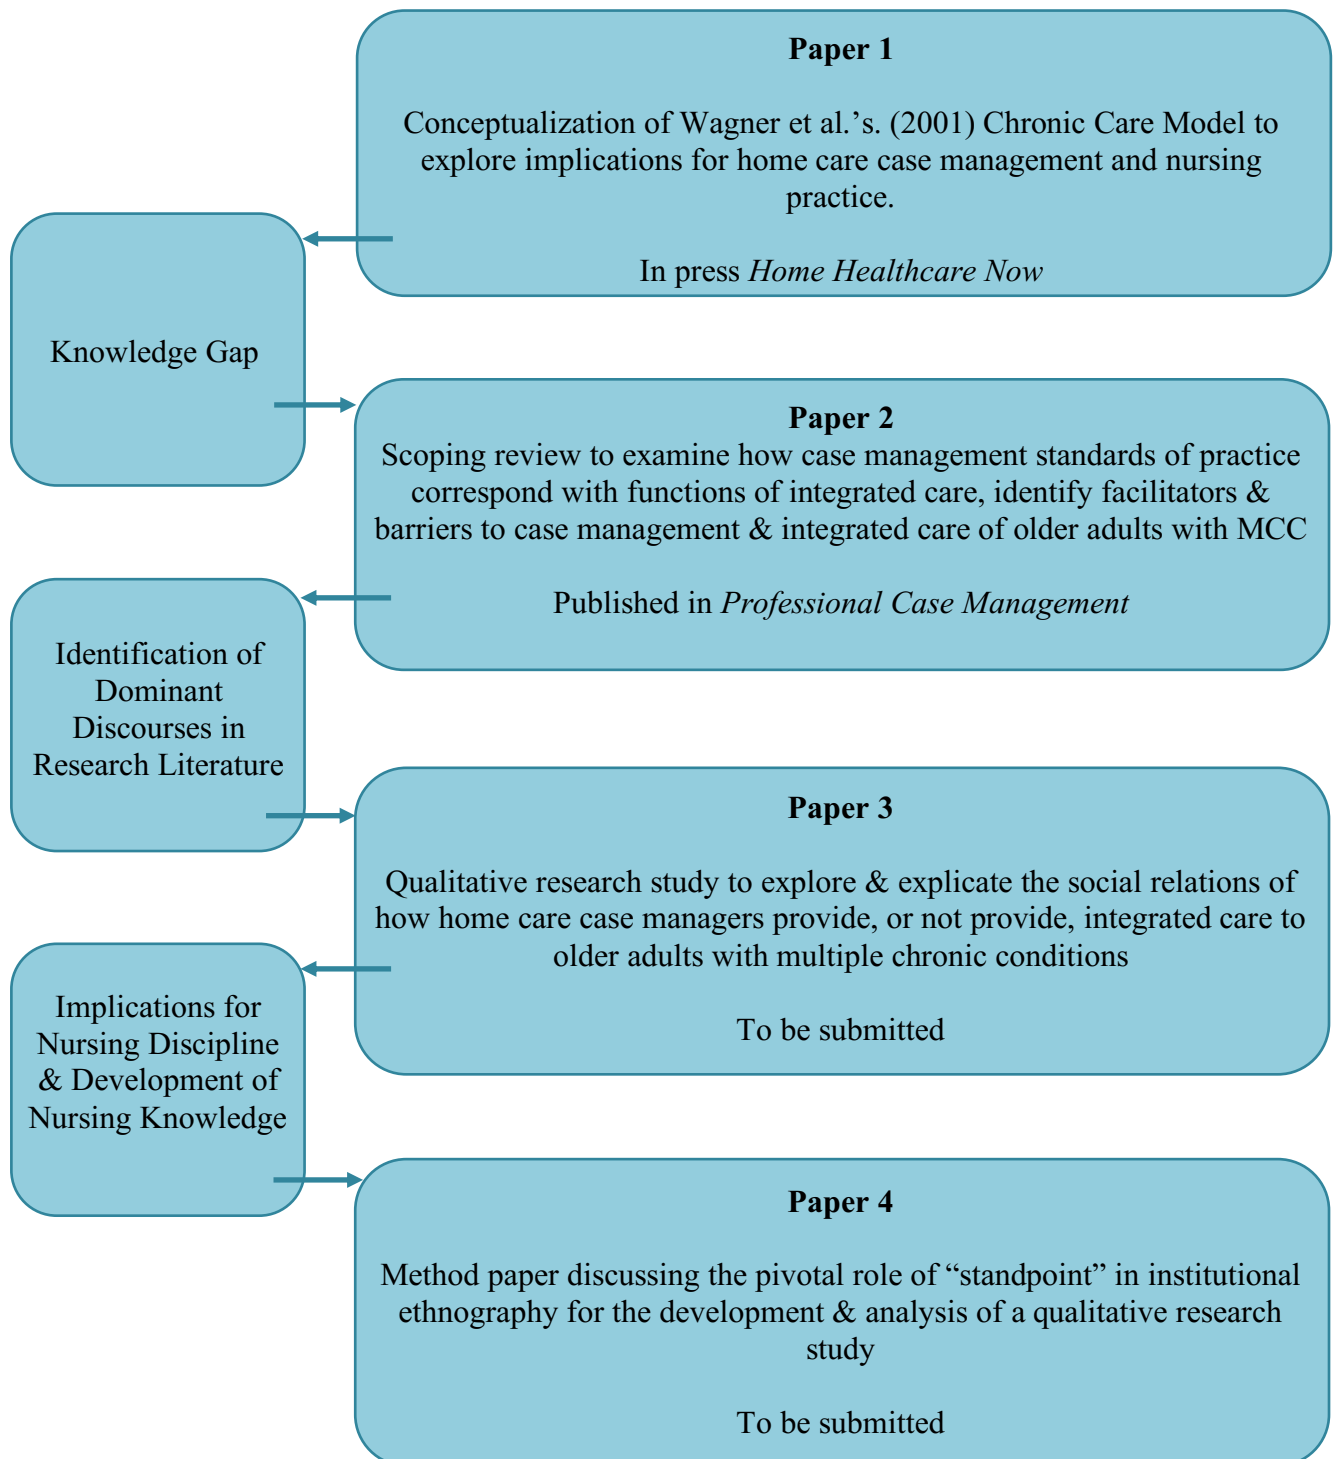 Paper 1
Conceptualization of Wagner et al.’s. (2001) Chronic Care Model to
explore implications for home care case management and nursing
practice.
In press Home Healthcare Now
Knowledge Gap
Paper 2
Scoping review to examine how case management standards of practice
correspond with functions of integrated care, identify facilitators &
barriers to case management & integrated care of older adults with MCC
Published in Professional Case Management
Identification of
Dominant
Discourses in
Research Literature
Paper 3
Qualitative research study to explore & explicate the social relations of
how home care case managers provide, or not provide, integrated care to
older adults with multiple chronic conditions
To be submitted
Implications for
Nursing Discipline
& Development of
Nursing Knowledge
Paper 4
Method paper discussing the pivotal role of “standpoint” in institutional
ethnography for the development & analysis of a qualitative research
study
To be submitted